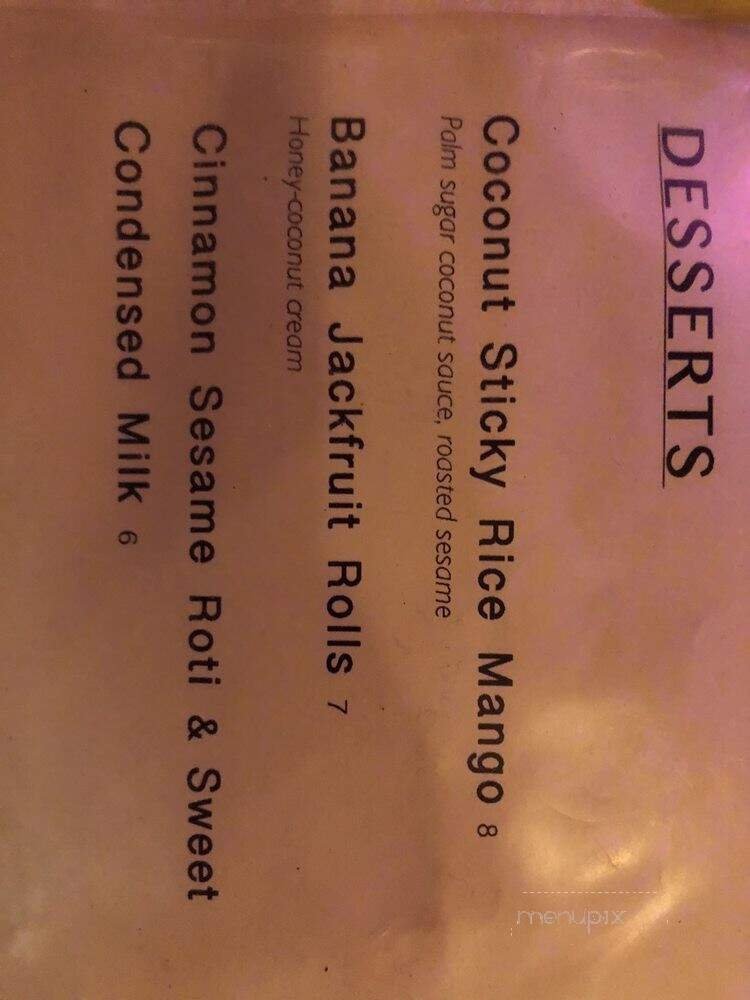 DESSERTS
Coconut Sticky Rice Mango 8
Palm sugar coconut sauce, roasted sesame
Banana Jackfruit Rolls 7
Honey-coconut cream
Cinnamon Sesame Roti & Sweet
Condensed Milk 6
menupix